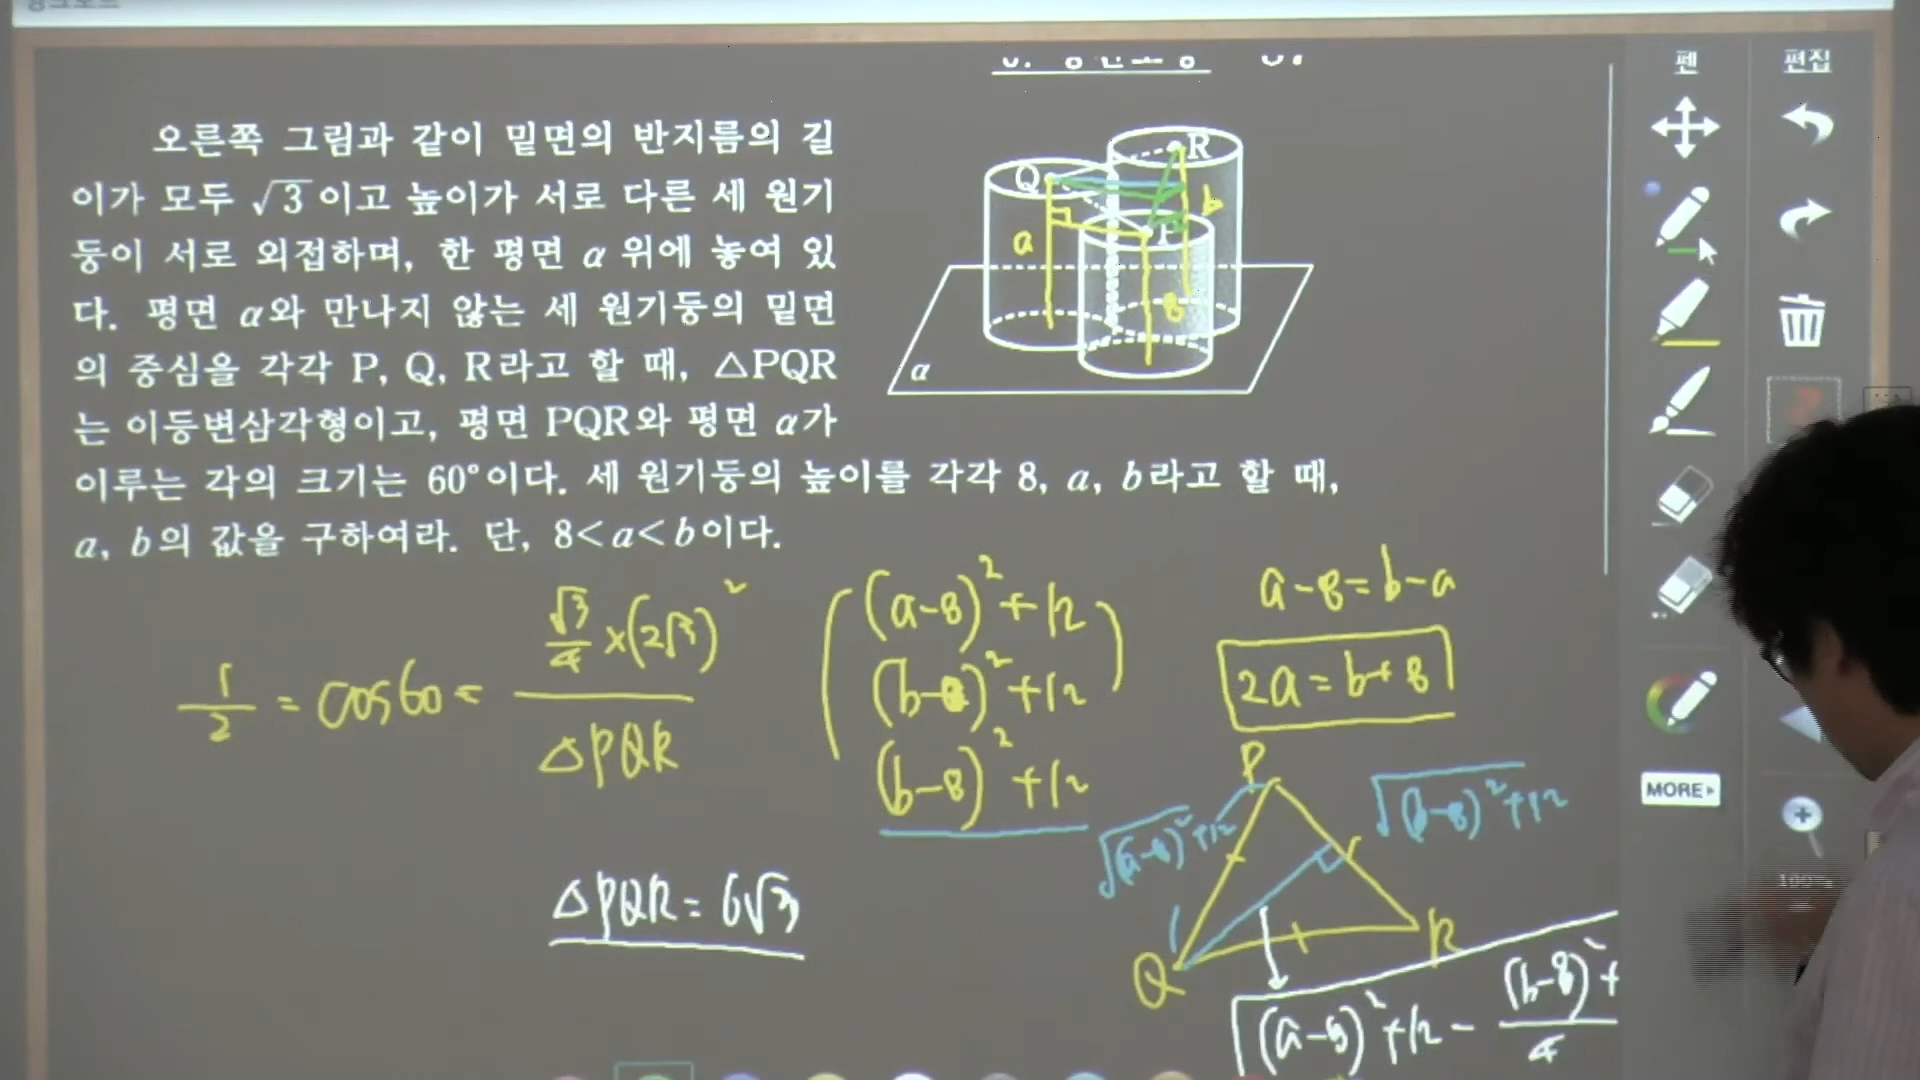 펜
편집
오른쪽 그림과 같이 밑면의 반지름의 길
이가 모두 √3이고 높이가 서로 다른 세 원기
둥이 서로 외접하며, 한 평면 α 위에 놓여 있
다. 평면 α와 만나지 않는 세 원기둥의 밑면
의 중심을 각각 P, Q, R라고 할 때, △PQR
는 이등변삼각형이고, 평면 PQR와 평면 α가
이루는 각의 크기는 60°이다. 세 원기둥의 높이를 각각 8, a, b라고 할 때,
a, b의 값을 구하여라. 단, 8<a<b이다.
R
Q
b
P
a
8
α
1/2 = cos60 = (√3/4 × (2√3)²)/△PQR
(a-8)² + 12
(b-a)² + 12
(b-8)² + 12
a-8=b-a
2a=b+8
P
√(a-8)²+12
√(b-8)²+12
Q
R
△PQR = 6√3
(a-8)²+12 - (b-8)²+/4
MORE
100%